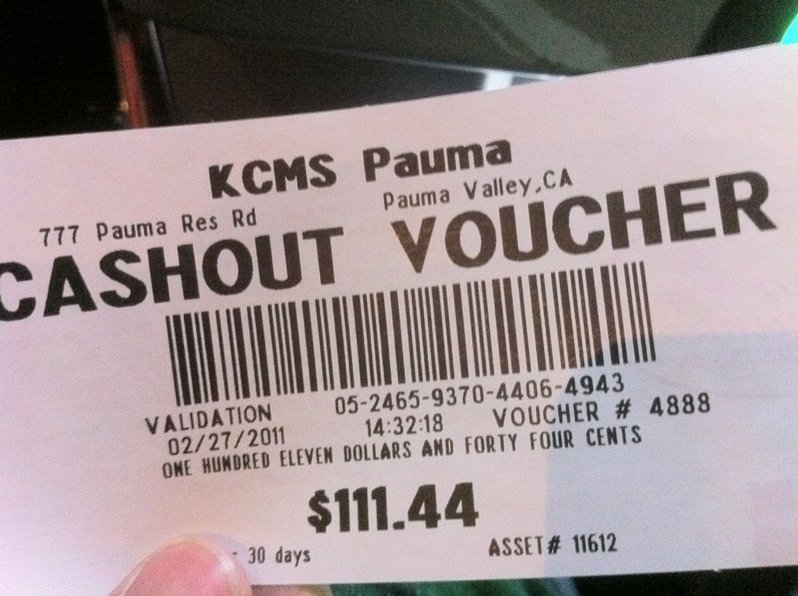 KCMS Pauma
777 Pauma Res Rd Pauma Valley,CA
CASHOUT VOUCHER
VALIDATION 05-2465-9370-4406-4943
02/27/2011 14:32:18 VOUCHER # 4888
ONE HUNDRED ELEVEN DOLLARS AND FORTY FOUR CENTS
$111.44
- 30 days ASSET# 11612